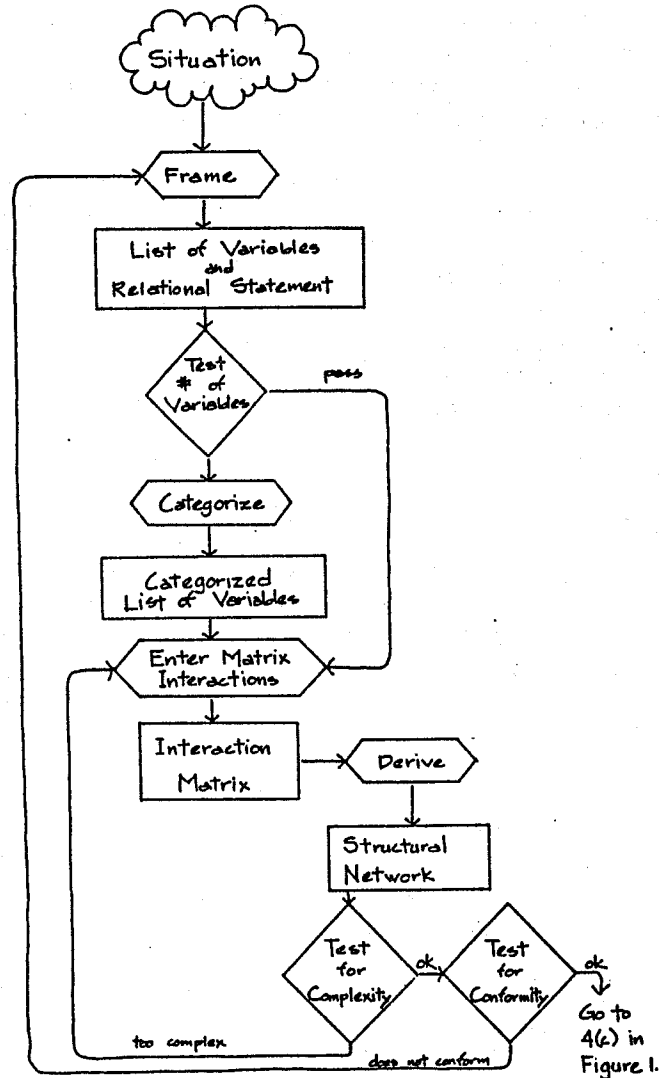 Situation
Frame
List of Variables
and
Relational Statement
Test
# of
Variables
pass
Categorize
Categorized
List of Variables
Enter Matrix
Interactions
Interaction
Matrix
Derive
Structural
Network
Test
for
Complexity
ok
Test
for
Conformity
ok
Go to
4(c) in
Figure 1.
too complex
does not conform